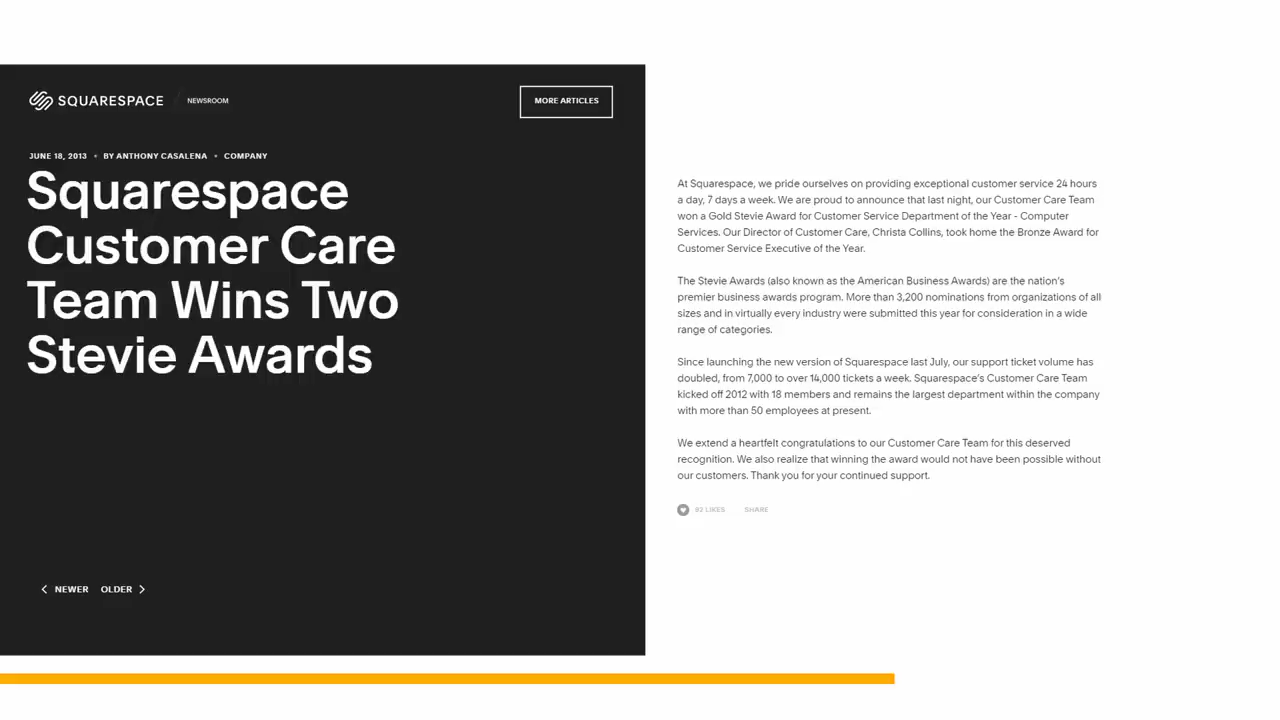 SQUARESPACE / NEWSROOM
MORE ARTICLES
JUNE 18, 2013 • BY ANTHONY CASALENA • COMPANY
Squarespace
Customer Care
Team Wins Two
Stevie Awards
NEWER OLDER
At Squarespace, we pride ourselves on providing exceptional customer service 24 hours
a day, 7 days a week. We are proud to announce that last night, our Customer Care Team
won a Gold Stevie Award for Customer Service Department of the Year - Computer
Services. Our Director of Customer Care, Christa Collins, took home the Bronze Award for
Customer Service Executive of the Year.
The Stevie Awards (also known as the American Business Awards) are the nation's
premier business awards program. More than 3,200 nominations from organizations of all
sizes and in virtually every industry were submitted this year for consideration in a wide
range of categories.
Since launching the new version of Squarespace last July, our support ticket volume has
doubled, from 7,000 to over 14,000 tickets a week. Squarespace's Customer Care Team
kicked off 2012 with 18 members and remains the largest department within the company
with more than 50 employees at present.
We extend a heartfelt congratulations to our Customer Care Team for this deserved
recognition. We also realize that winning the award would not have been possible without
our customers. Thank you for your continued support.
92 LIKES SHARE